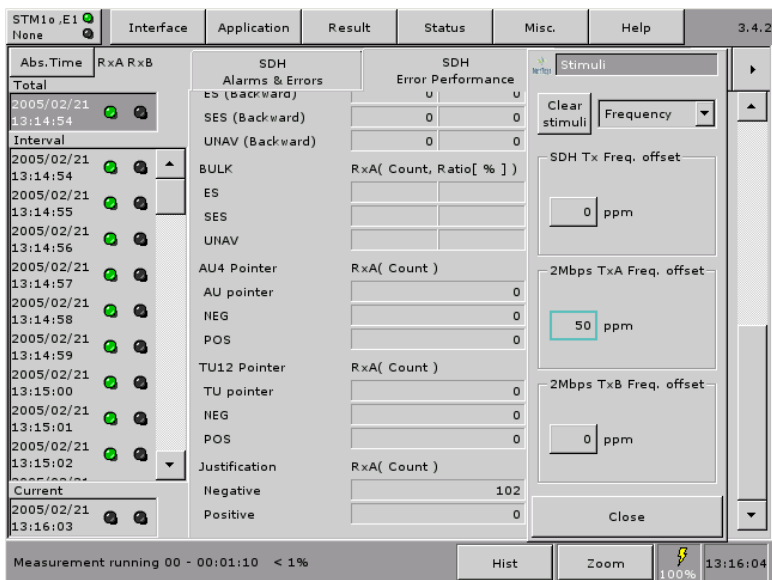 STM1o ,E1
None
Interface
Application
Result
Status
Misc.
Help
3.4.2
Abs.Time
RxA RxB
SDH
Alarms & Errors
SDH
Error Performance
Stimuli
Total
2005/02/21
13:14:54
Interval
2005/02/21
13:14:54
2005/02/21
13:14:55
2005/02/21
13:14:56
2005/02/21
13:14:57
2005/02/21
13:14:58
2005/02/21
13:14:59
2005/02/21
13:15:00
2005/02/21
13:15:01
2005/02/21
13:15:02
Current
2005/02/21
13:16:03
ES (Backward) 0 0
SES (Backward) 0 0
UNAV (Backward) 0 0
BULK RxA( Count, Ratio[ % ] )
ES
SES
UNAV
AU4 Pointer RxA( Count )
AU pointer 0
NEG 0
POS 0
TU12 Pointer RxA( Count )
TU pointer 0
NEG 0
POS 0
Justification RxA( Count )
Negative 102
Positive 0
Clear
stimuli
Frequency
SDH Tx Freq. offset
0 ppm
2Mbps TxA Freq. offset
50 ppm
2Mbps TxB Freq. offset
0 ppm
Close
Measurement running 00 - 00:01:10 < 1%
Hist
Zoom
100%
13:16:04